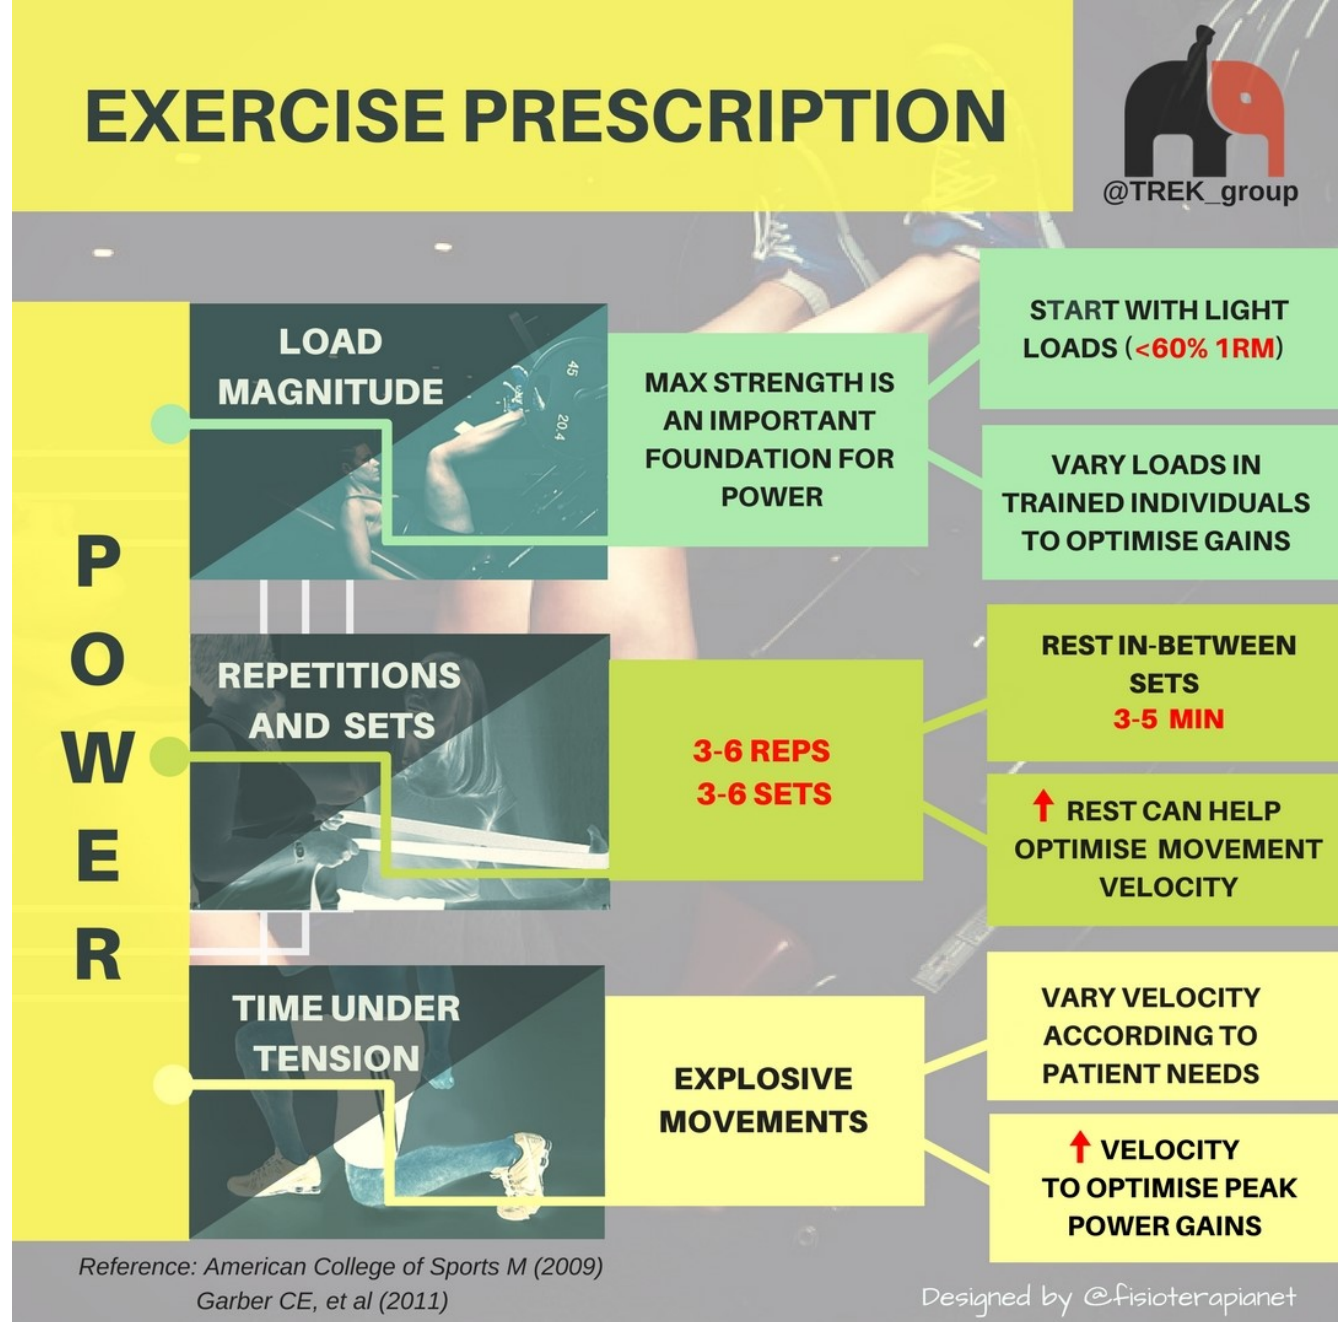 EXERCISE PRESCRIPTION
@TREK_group
POWER
LOAD
MAGNITUDE
45
20.4
MAX STRENGTH IS
AN IMPORTANT
FOUNDATION FOR
POWER
START WITH LIGHT
LOADS (<60% 1RM)
VARY LOADS IN
TRAINED INDIVIDUALS
TO OPTIMISE GAINS
REPETITIONS
AND SETS
3-6 REPS
3-6 SETS
REST IN-BETWEEN
SETS
3-5 MIN
↑ REST CAN HELP
OPTIMISE MOVEMENT
VELOCITY
TIME UNDER
TENSION
EXPLOSIVE
MOVEMENTS
VARY VELOCITY
ACCORDING TO
PATIENT NEEDS
↑ VELOCITY
TO OPTIMISE PEAK
POWER GAINS
Reference: American College of Sports M (2009)
Garber CE, et al (2011)
Designed by @fisioterapianet